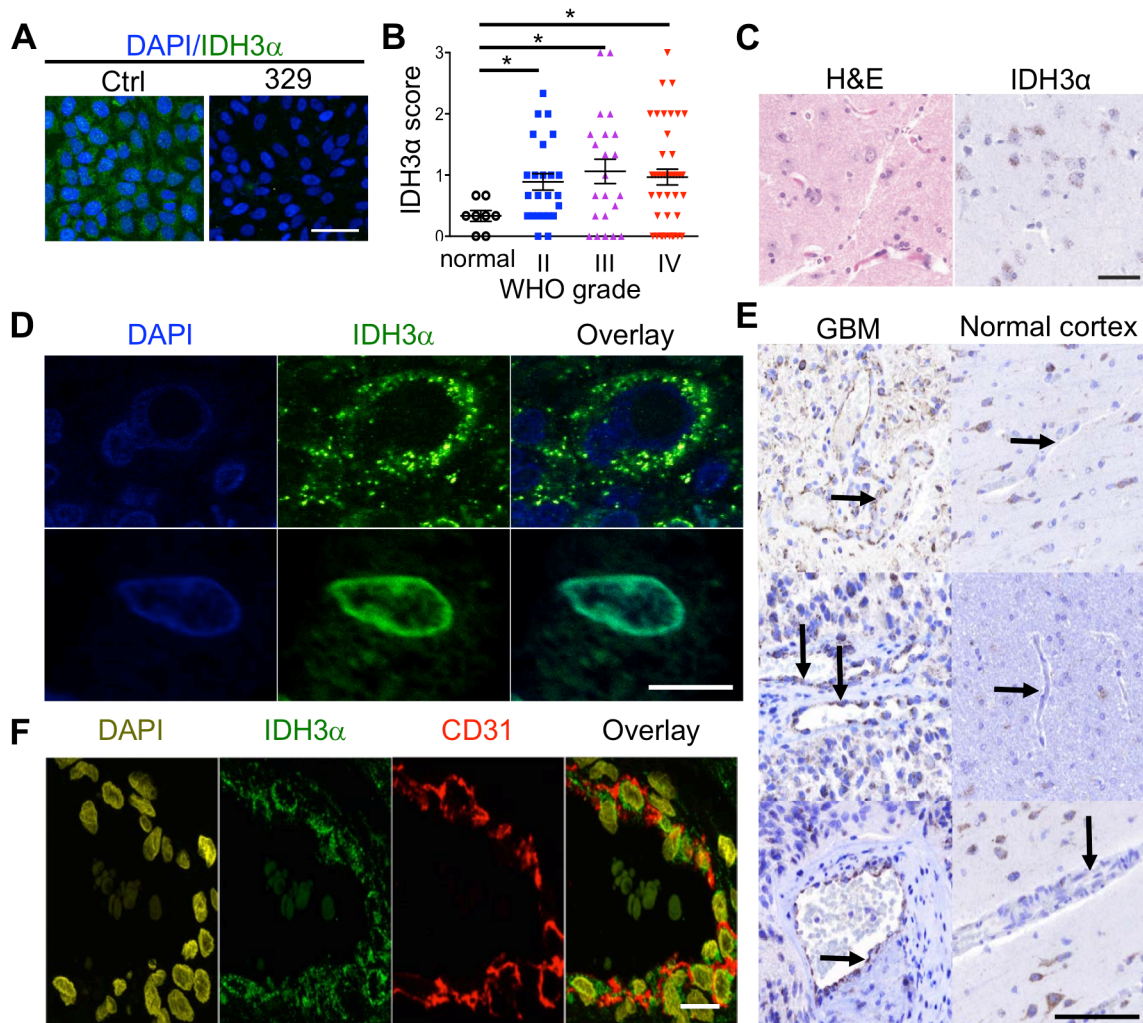 A
DAPI/IDH3α
Ctrl 329
B
IDH3α score
3
2
1
0
* * *
normal II III IV
WHO grade
C
H&E IDH3α
D
DAPI IDH3α Overlay
E
GBM Normal cortex
F
DAPI IDH3α CD31 Overlay